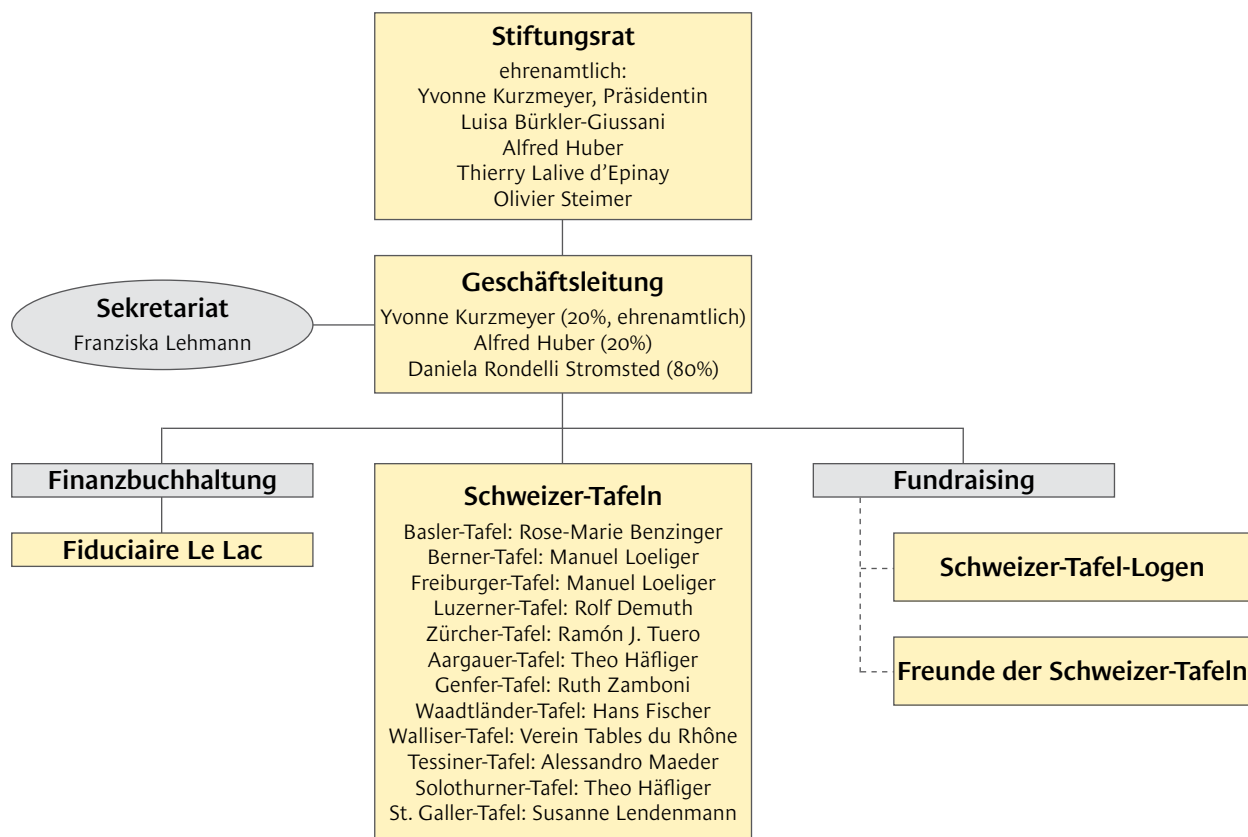 Stiftungsrat
ehrenamtlich:
Yvonne Kurzmeyer, Präsidentin
Luisa Bürkler-Giussani
Alfred Huber
Thierry Lalive d’Epinay
Olivier Steimer
Sekretariat
Franziska Lehmann
Geschäftsleitung
Yvonne Kurzmeyer (20%, ehrenamtlich)
Alfred Huber (20%)
Daniela Rondelli Stromsted (80%)
Finanzbuchhaltung
Fiduciaire Le Lac
Schweizer-Tafeln
Basler-Tafel: Rose-Marie Benzinger
Berner-Tafel: Manuel Loeliger
Freiburger-Tafel: Manuel Loeliger
Luzerner-Tafel: Rolf Demuth
Zürcher-Tafel: Ramón J. Tuero
Aargauer-Tafel: Theo Häfliger
Genfer-Tafel: Ruth Zamboni
Waadtländer-Tafel: Hans Fischer
Walliser-Tafel: Verein Tables du Rhône
Tessiner-Tafel: Alessandro Maeder
Solothurner-Tafel: Theo Häfliger
St. Galler-Tafel: Susanne Lendenmann
Fundraising
Schweizer-Tafel-Logen
Freunde der Schweizer-Tafeln